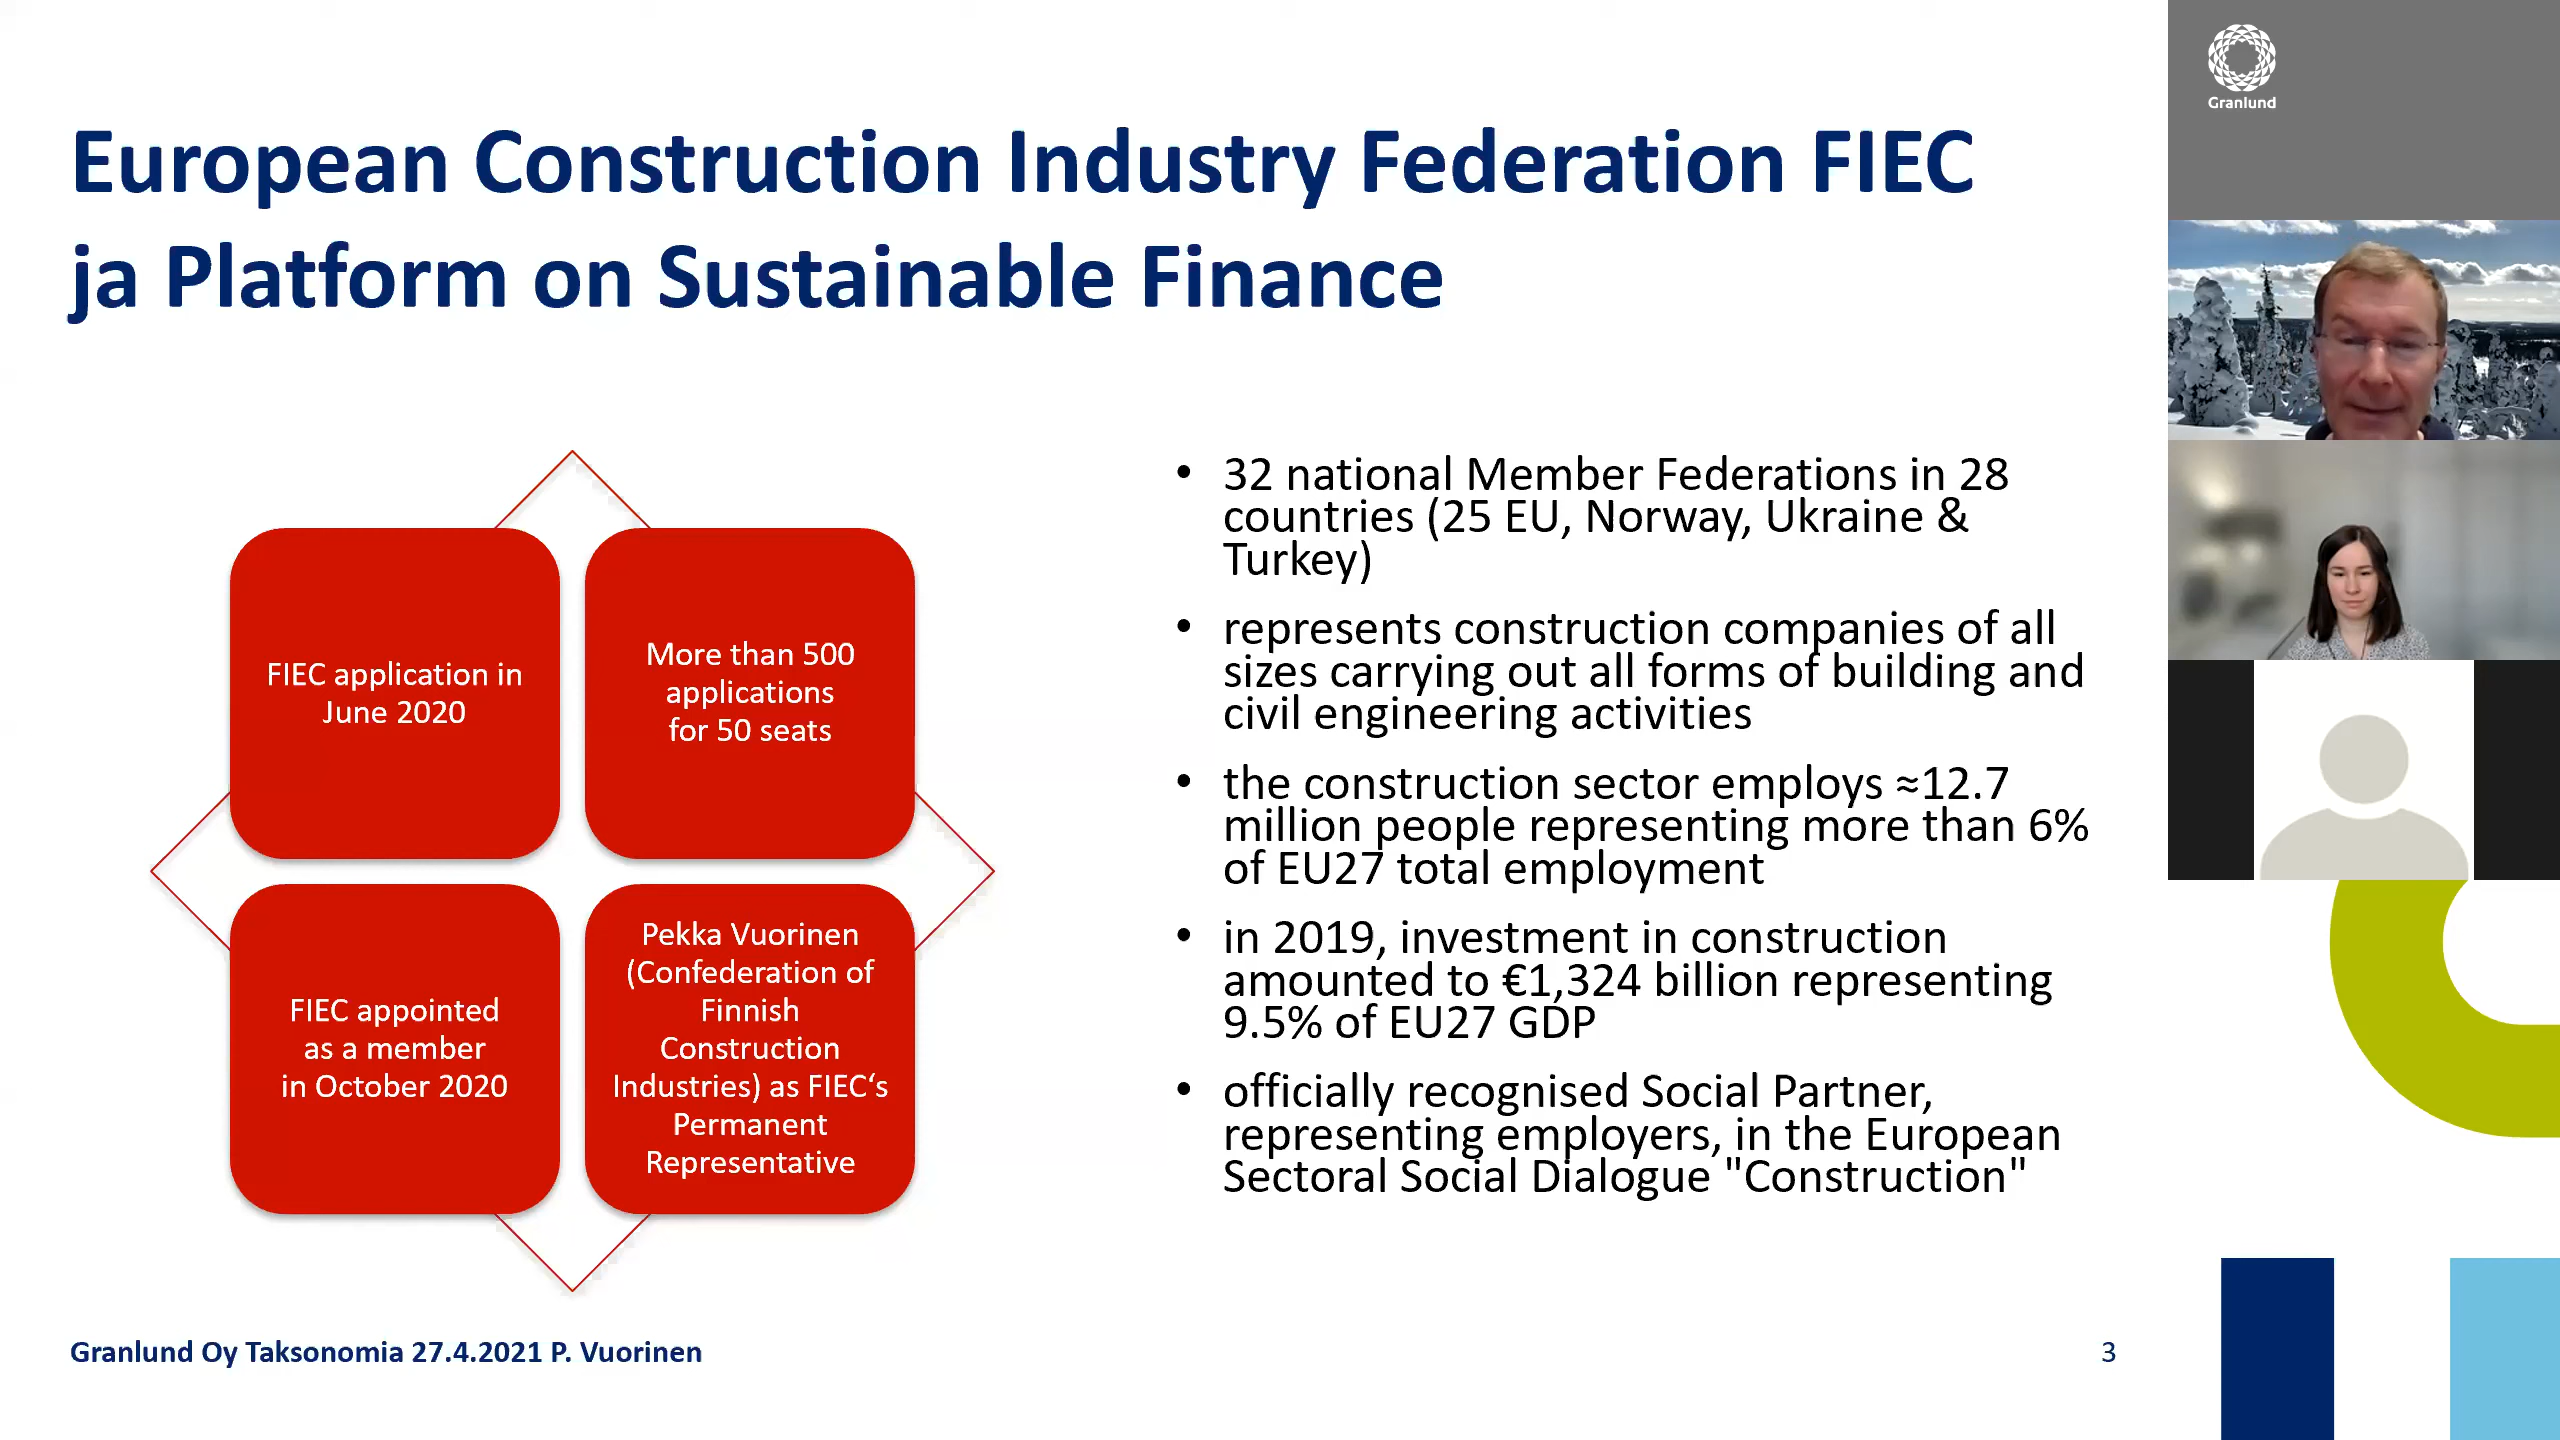 European Construction Industry Federation FIEC
ja Platform on Sustainable Finance
FIEC application in
June 2020
More than 500
applications
for 50 seats
FIEC appointed
as a member
in October 2020
Pekka Vuorinen
(Confederation of
Finnish
Construction
Industries) as FIEC‘s
Permanent
Representative
• 32 national Member Federations in 28
countries (25 EU, Norway, Ukraine &
Turkey)
• represents construction companies of all
sizes carrying out all forms of building and
civil engineering activities
• the construction sector employs ≈12.7
million people representing more than 6%
of EU27 total employment
• in 2019, investment in construction
amounted to €1,324 billion representing
9.5% of EU27 GDP
• officially recognised Social Partner,
representing employers, in the European
Sectoral Social Dialogue "Construction"
Granlund Oy Taksonomia 27.4.2021 P. Vuorinen
3
Granlund